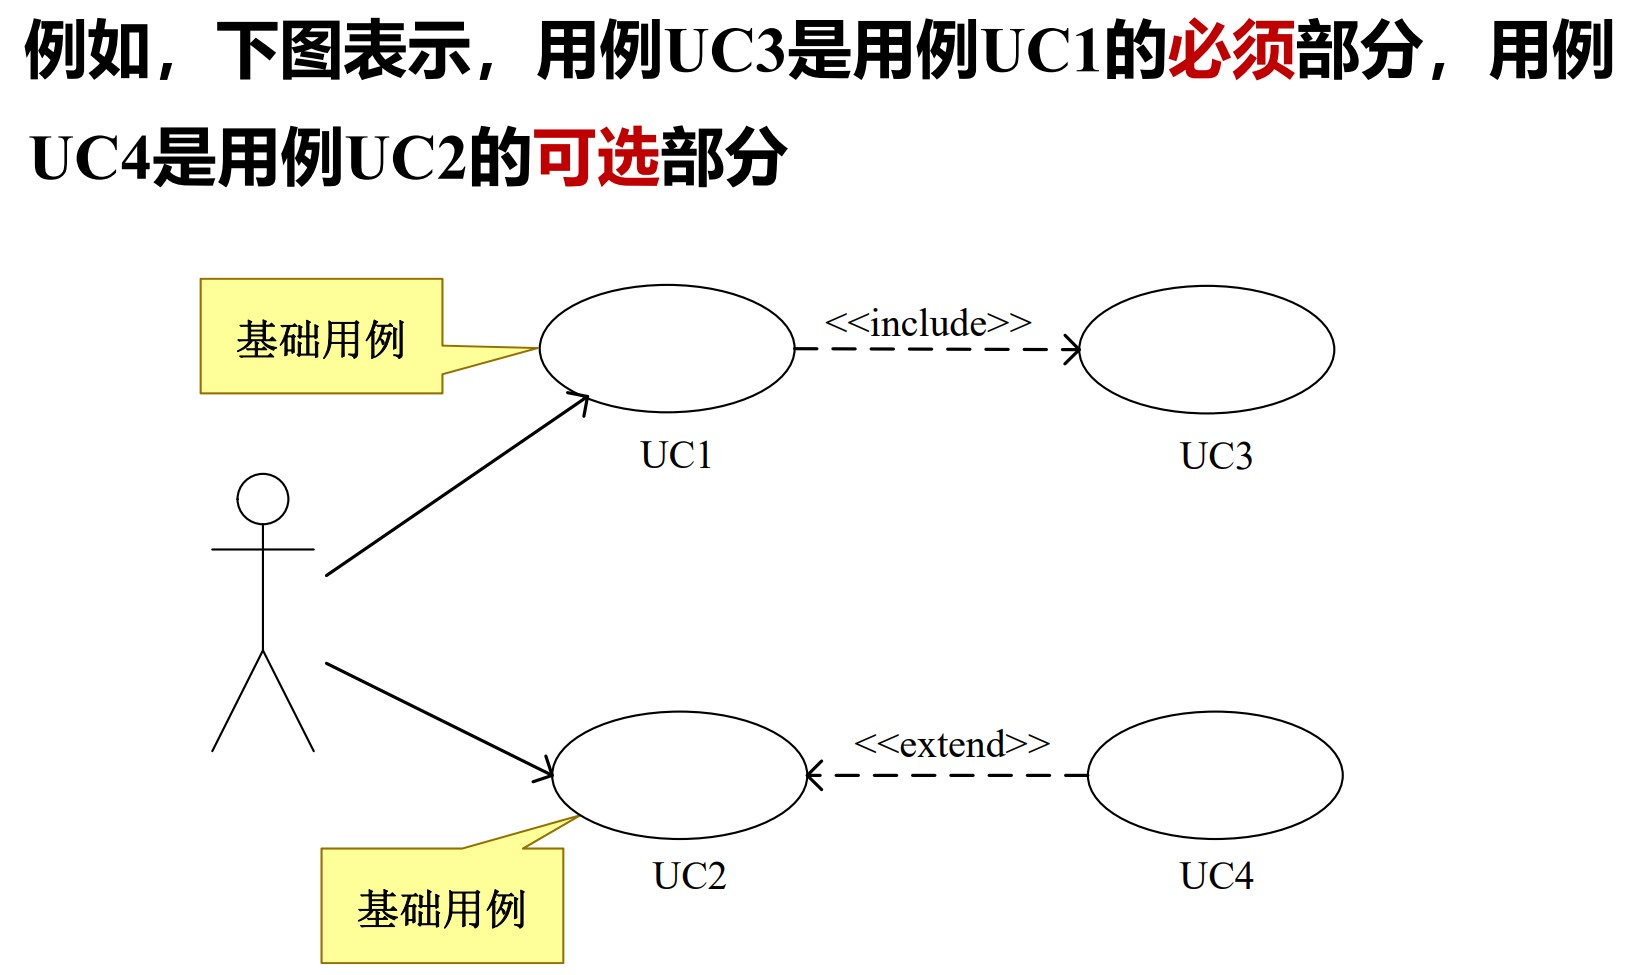 例如，下图表示，用例UC3是用例UC1的必须部分，用例
UC4是用例UC2的可选部分
基础用例
<<include>>
UC1
UC3
<<extend>>
UC2
UC4
基础用例